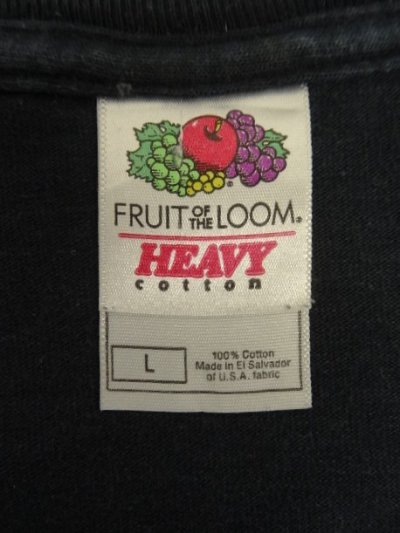 FRUIT OF THE LOOM®
HEAVY
cotton
L
100% Cotton
Made in El Salvador
of U.S.A. fabric